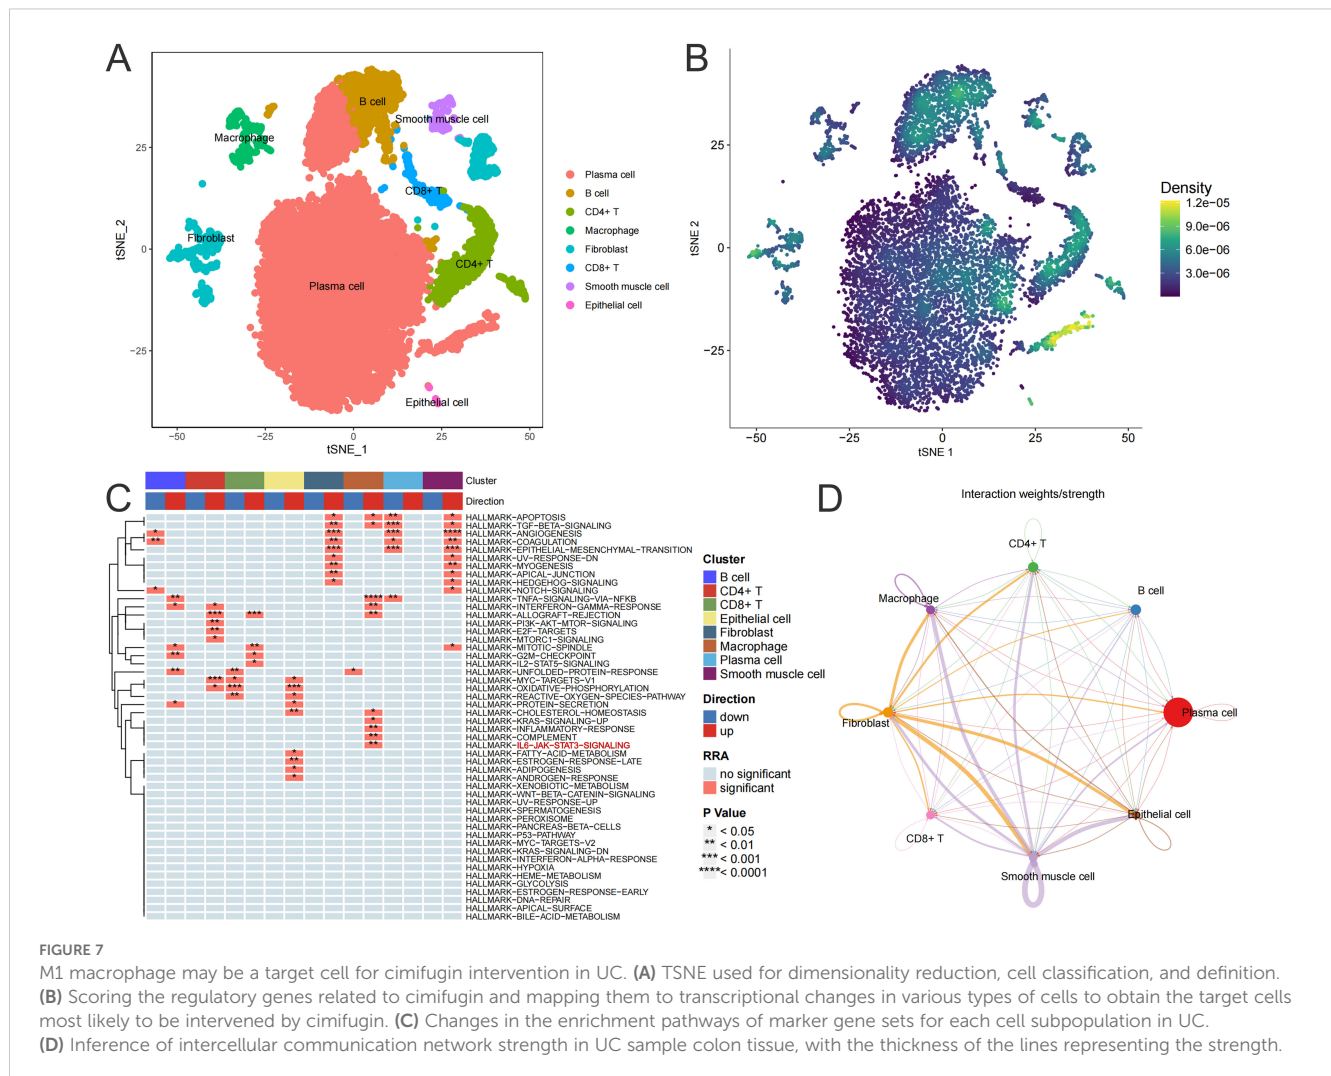 A
B cell
Smooth muscle cell
Macrophage
CD8+ T
Fibroblast
CD4+ T
Plasma cell
Epithelial cell
25
0
−25
tSNE_2
−50
−25
0
25
50
tSNE_1
Plasma cell
B cell
CD4+ T
Macrophage
Fibroblast
CD8+ T
Smooth muscle cell
Epithelial cell
B
25
0
−25
tSNE 2
−50
−25
0
25
50
tSNE 1
Density
1.2e−05
9.0e−06
6.0e−06
3.0e−06
C
Cluster
Direction
HALLMARK−APOPTOSIS
HALLMARK−TGF−BETA−SIGNALING
HALLMARK−ANGIOGENESIS
HALLMARK−COAGULATION
HALLMARK−EPITHELIAL−MESENCHYMAL−TRANSITION
HALLMARK−UV−RESPONSE−DN
HALLMARK−MYOGENESIS
HALLMARK−APICAL−JUNCTION
HALLMARK−HEDGEHOG−SIGNALING
HALLMARK−NOTCH−SIGNALING
HALLMARK−TNFA−SIGNALING−VIA−NFKB
HALLMARK−INTERFERON−GAMMA−RESPONSE
HALLMARK−ALLOGRAFT−REJECTION
HALLMARK−PI3K−AKT−MTOR−SIGNALING
HALLMARK−E2F−TARGETS
HALLMARK−MTORC1−SIGNALING
HALLMARK−MITOTIC−SPINDLE
HALLMARK−G2M−CHECKPOINT
HALLMARK−IL2−STAT5−SIGNALING
HALLMARK−UNFOLDED−PROTEIN−RESPONSE
HALLMARK−MYC−TARGETS−V1
HALLMARK−OXIDATIVE−PHOSPHORYLATION
HALLMARK−REACTIVE−OXYGEN−SPECIES−PATHWAY
HALLMARK−PROTEIN−SECRETION
HALLMARK−CHOLESTEROL−HOMEOSTASIS
HALLMARK−KRAS−SIGNALING−UP
HALLMARK−INFLAMMATORY−RESPONSE
HALLMARK−COMPLEMENT
HALLMARK−IL6−JAK−STAT3−SIGNALING
HALLMARK−FATTY−ACID−METABOLISM
HALLMARK−ESTROGEN−RESPONSE−LATE
HALLMARK−ADIPOGENESIS
HALLMARK−ANDROGEN−RESPONSE
HALLMARK−XENOBIOTIC−METABOLISM
HALLMARK−WNT−BETA−CATENIN−SIGNALING
HALLMARK−UV−RESPONSE−UP
HALLMARK−SPERMATOGENESIS
HALLMARK−PEROXISOME
HALLMARK−PANCREAS−BETA−CELLS
HALLMARK−P53−PATHWAY
HALLMARK−MYC−TARGETS−V2
HALLMARK−KRAS−SIGNALING−DN
HALLMARK−INTERFERON−ALPHA−RESPONSE
HALLMARK−HYPOXIA
HALLMARK−HEME−METABOLISM
HALLMARK−GLYCOLYSIS
HALLMARK−ESTROGEN−RESPONSE−EARLY
HALLMARK−DNA−REPAIR
HALLMARK−APICAL−SURFACE
HALLMARK−BILE−ACID−METABOLISM
Cluster
B cell
CD4+ T
CD8+ T
Epithelial cell
Fibroblast
Macrophage
Plasma cell
Smooth muscle cell
Direction
down
up
RRA
no significant
significant
P Value
* < 0.05
** < 0.01
*** < 0.001
**** < 0.0001
D
Interaction weights/strength
CD4+ T
B cell
Macrophage
Plasma cell
Fibroblast
Epithelial cell
CD8+ T
Smooth muscle cell
FIGURE 7
M1 macrophage may be a target cell for cimifugin intervention in UC. (A) TSNE used for dimensionality reduction, cell classification, and definition.
(B) Scoring the regulatory genes related to cimifugin and mapping them to transcriptional changes in various types of cells to obtain the target cells
most likely to be intervened by cimifugin. (C) Changes in the enrichment pathways of marker gene sets for each cell subpopulation in UC.
(D) Inference of intercellular communication network strength in UC sample colon tissue, with the thickness of the lines representing the strength.